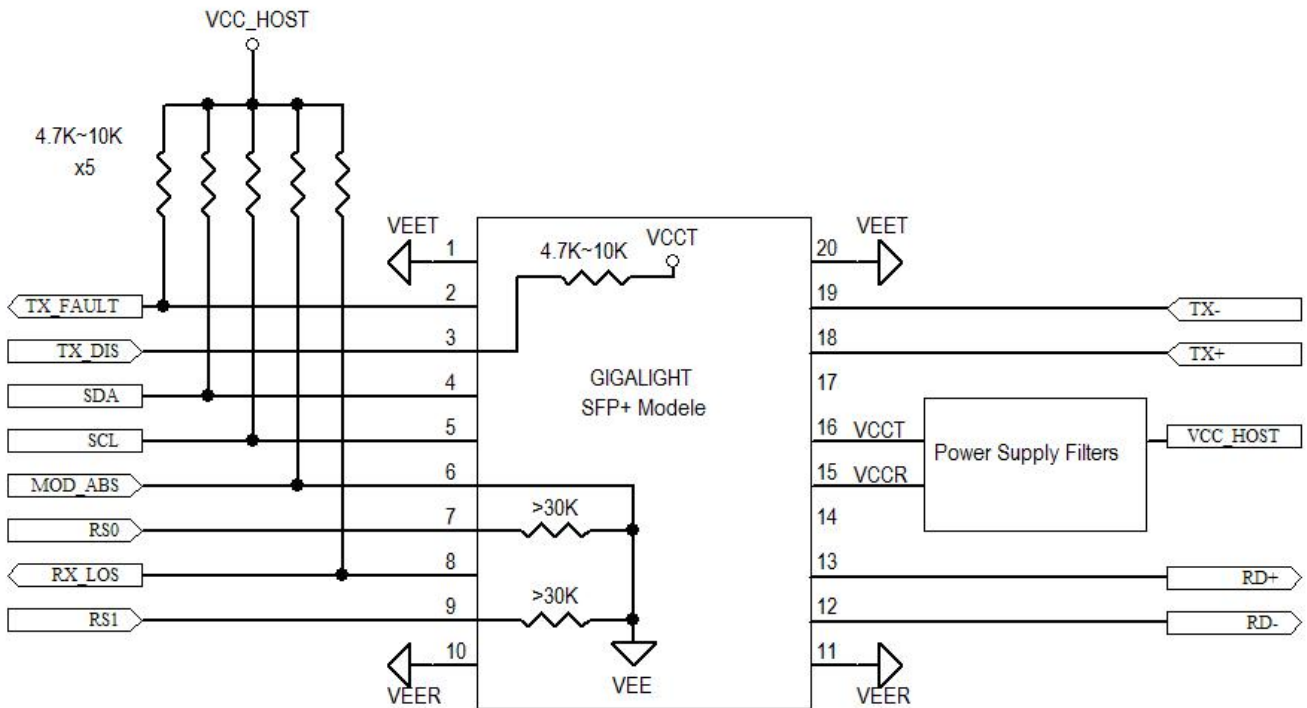 VCC_HOST
4.7K~10K
x5
VEET
1
4.7K~10K
VCCT
20
VEET
TX_FAULT
2
19
TX-
TX_DIS
3
18
TX+
SDA
4
GIGALIGHT
SFP+ Modele
17
SCL
5
16
VCCT
Power Supply Filters
VCC_HOST
MOD_ABS
6
15
VCCR
RS0
7
>30K
14
RX_LOS
8
13
RD+
RS1
9
>30K
12
RD-
10
VEER
VEE
11
VEER